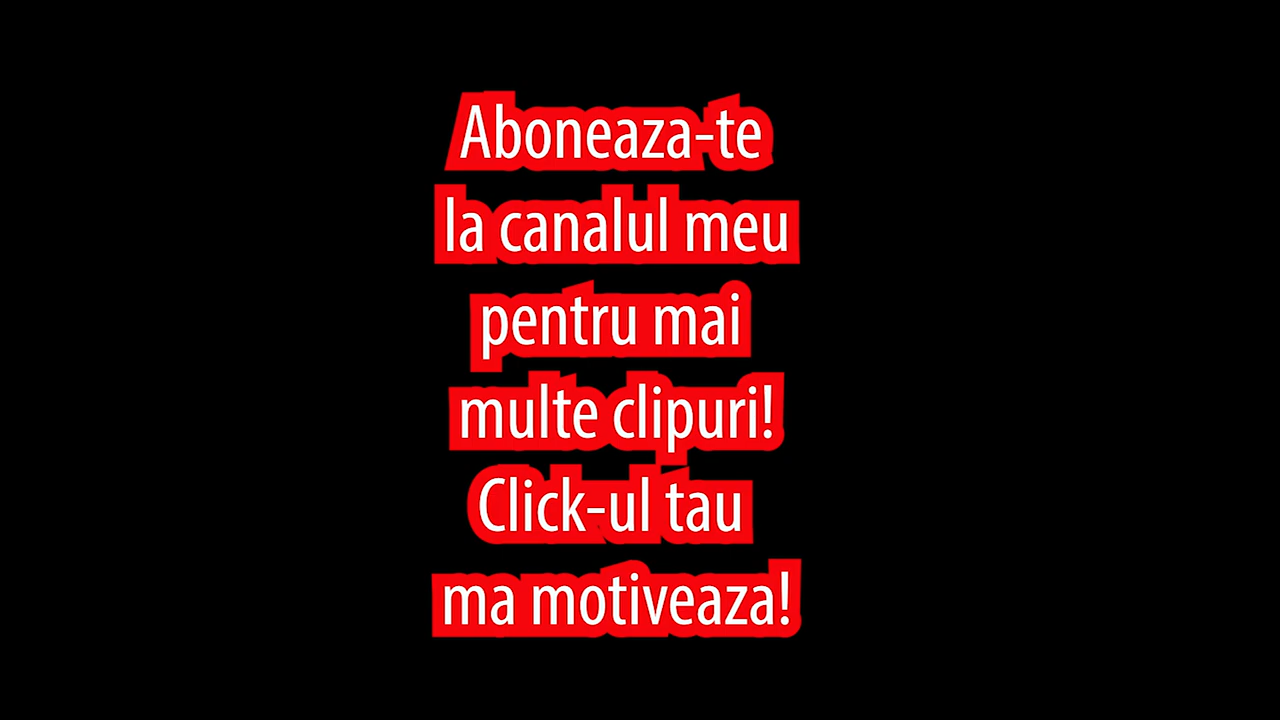 Aboneaza-te
la canalul meu
pentru mai
multe clipuri!
Click-ul tau
ma motiveaza!